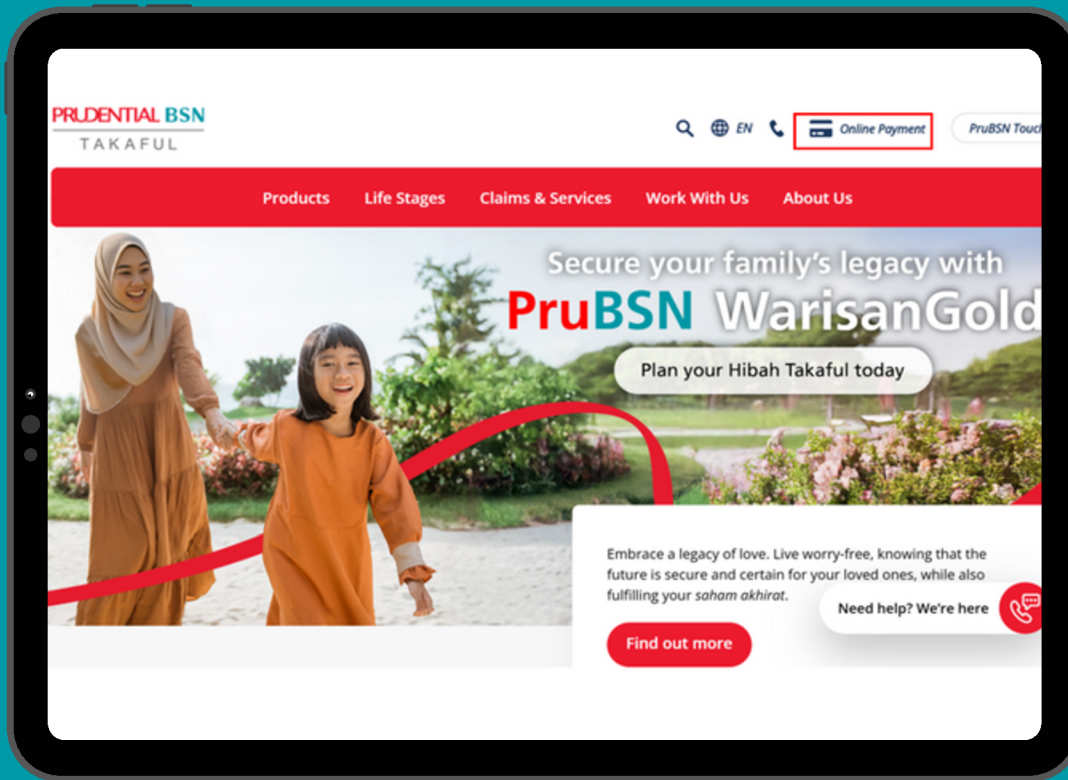 PRUDENTIAL BSN
TAKAFUL
EN
Online Payment
PruBSN Touc
Products
Life Stages
Claims & Services
Work With Us
About Us
Secure your family's legacy with
PruBSN WarisanGold
Plan your Hibah Takaful today
Embrace a legacy of love. Live worry-free, knowing that the
future is secure and certain for your loved ones, while also
fulfilling your saham akhirat.
Need help? We're here
Find out more